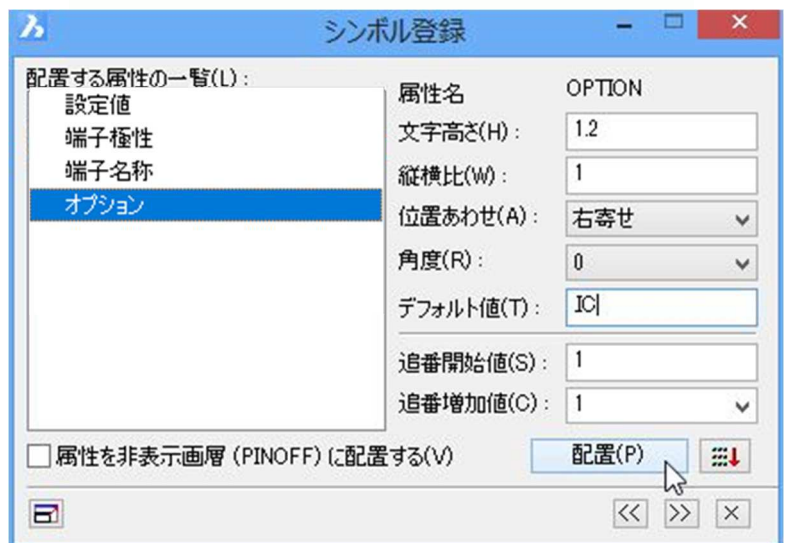 シンボル登録
配置する属性の一覧(L):
設定値
端子極性
端子名称
オプション
属性名 OPTION
文字高さ(H): 1.2
縦横比(W): 1
位置あわせ(A): 右寄せ
角度(R): 0
デフォルト値(T): IC
追番開始値(S): 1
追番増加値(C): 1
属性を非表示画層 (PINOFF) に配置する(V) 配置(P)
<< >> ×